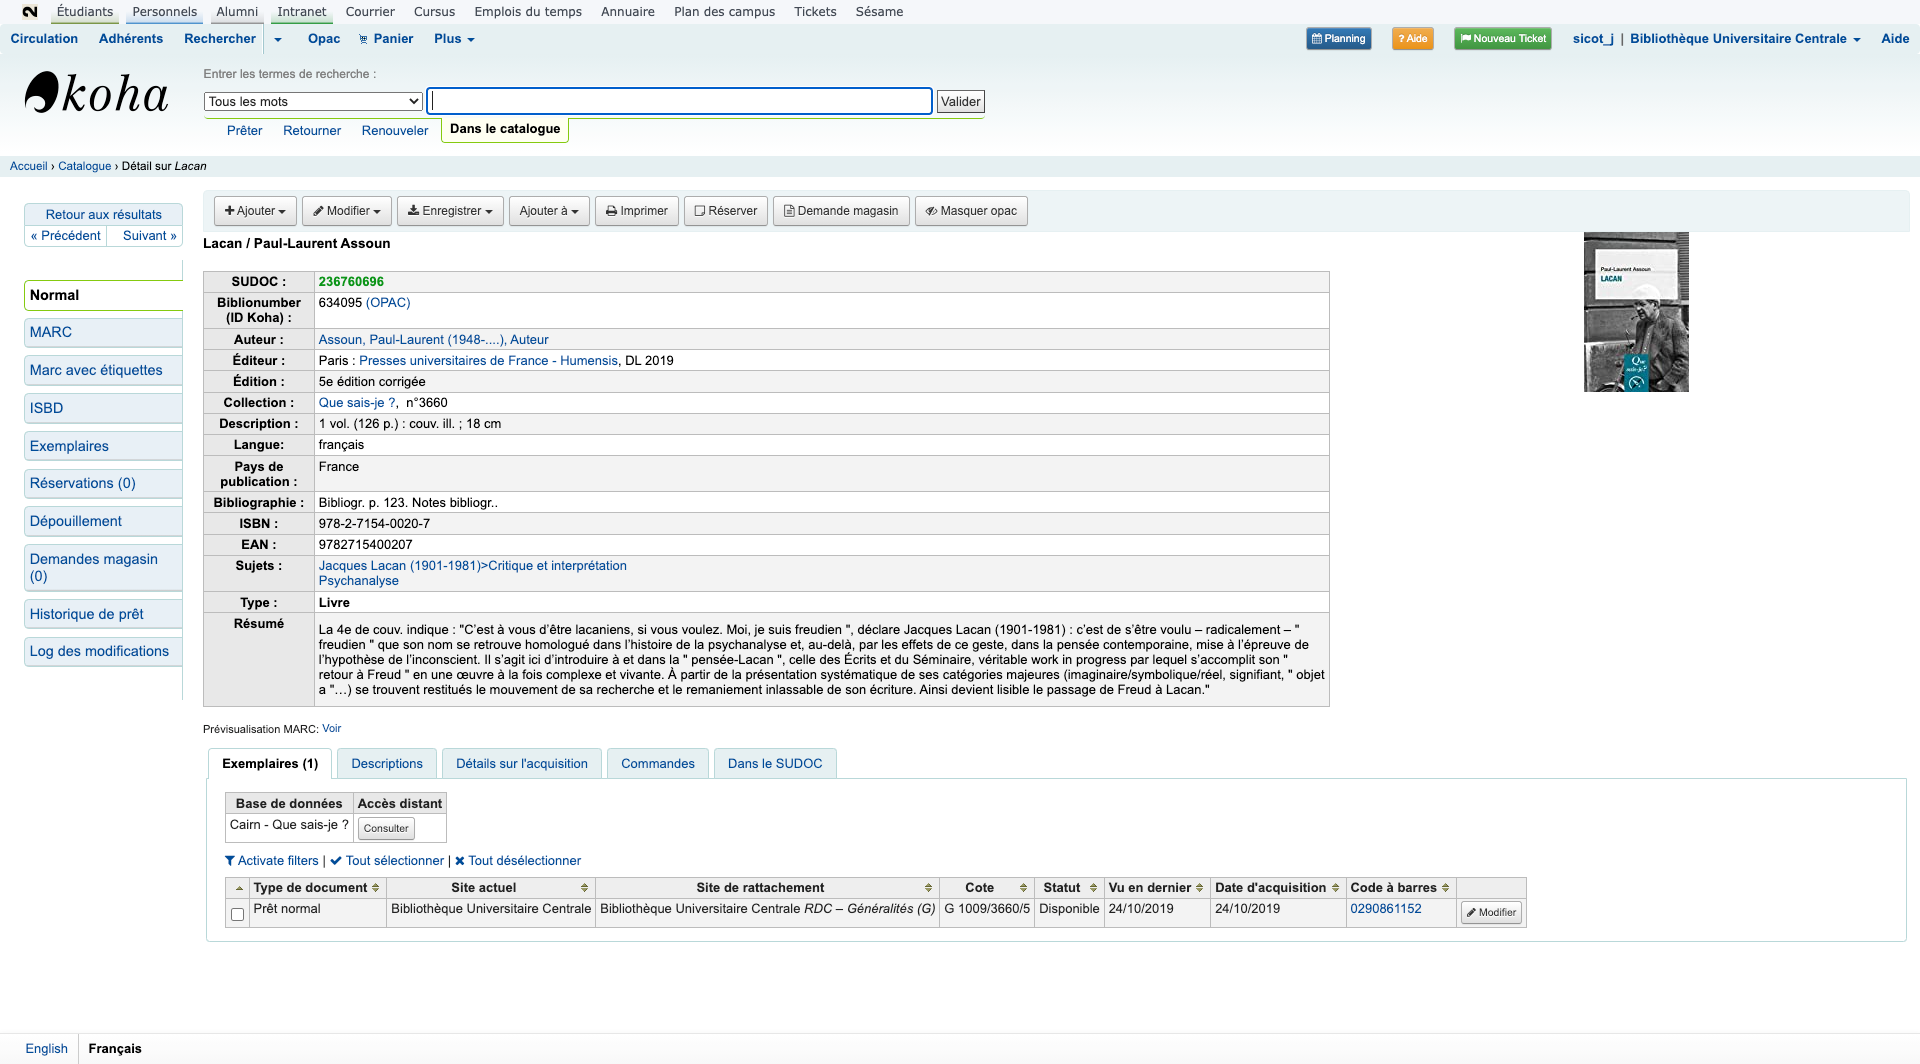 Étudiants Personnels Alumni Intranet Courrier Cursus Emplois du temps Annuaire Plan des campus Tickets Sésame
Circulation Adhérents Rechercher Opac Panier Plus Planning ? Aide Nouveau Ticket sicot_j | Bibliothèque Universitaire Centrale Aide
koha
Entrer les termes de recherche :
Tous les mots Valider
Prêter Retourner Renouveler Dans le catalogue
Accueil › Catalogue › Détail sur Lacan
Retour aux résultats
« Précédent Suivant »
Normal
MARC
Marc avec étiquettes
ISBD
Exemplaires
Réservations (0)
Dépouillement
Demandes magasin
(0)
Historique de prêt
Log des modifications
Ajouter Modifier Enregistrer Ajouter à Imprimer Réserver Demande magasin Masquer opac
Lacan / Paul-Laurent Assoun
SUDOC : 236760696
Biblionumber
(ID Koha) : 634095 (OPAC)
Auteur : Assoun, Paul-Laurent (1948-....), Auteur
Éditeur : Paris : Presses universitaires de France - Humensis, DL 2019
Édition : 5e édition corrigée
Collection : Que sais-je ?, n°3660
Description : 1 vol. (126 p.) : couv. ill. ; 18 cm
Langue: français
Pays de
publication : France
Bibliographie : Bibliogr. p. 123. Notes bibliogr..
ISBN : 978-2-7154-0020-7
EAN : 9782715400207
Sujets : Jacques Lacan (1901-1981)>Critique et interprétation
Psychanalyse
Type : Livre
Résumé
La 4e de couv. indique : "C’est à vous d’être lacaniens, si vous voulez. Moi, je suis freudien ", déclare Jacques Lacan (1901-1981) : c’est de s’être voulu – radicalement – "
freudien " que son nom se retrouve homologué dans l’histoire de la psychanalyse et, au-delà, par les effets de ce geste, dans la pensée contemporaine, mise à l’épreuve de
l’hypothèse de l’inconscient. Il s’agit ici d’introduire à et dans la " pensée-Lacan ", celle des Écrits et du Séminaire, véritable work in progress par lequel s’accomplit son "
retour à Freud " en une œuvre à la fois complexe et vivante. À partir de la présentation systématique de ses catégories majeures (imaginaire/symbolique/réel, signifiant, " objet
a "…) se trouvent restitués le mouvement de sa recherche et le remaniement inlassable de son écriture. Ainsi devient lisible le passage de Freud à Lacan."
Paul-Laurent Assoun
LACAN
Que
sais-je?
Prévisualisation MARC: Voir
Exemplaires (1) Descriptions Détails sur l'acquisition Commandes Dans le SUDOC
Base de données Accès distant
Cairn - Que sais-je ? Consulter
Activate filters | Tout sélectionner | Tout désélectionner
Type de document Site actuel Site de rattachement Cote Statut Vu en dernier Date d'acquisition Code à barres
Prêt normal Bibliothèque Universitaire Centrale Bibliothèque Universitaire Centrale RDC – Généralités (G) G 1009/3660/5 Disponible 24/10/2019 24/10/2019 0290861152 Modifier
English Français